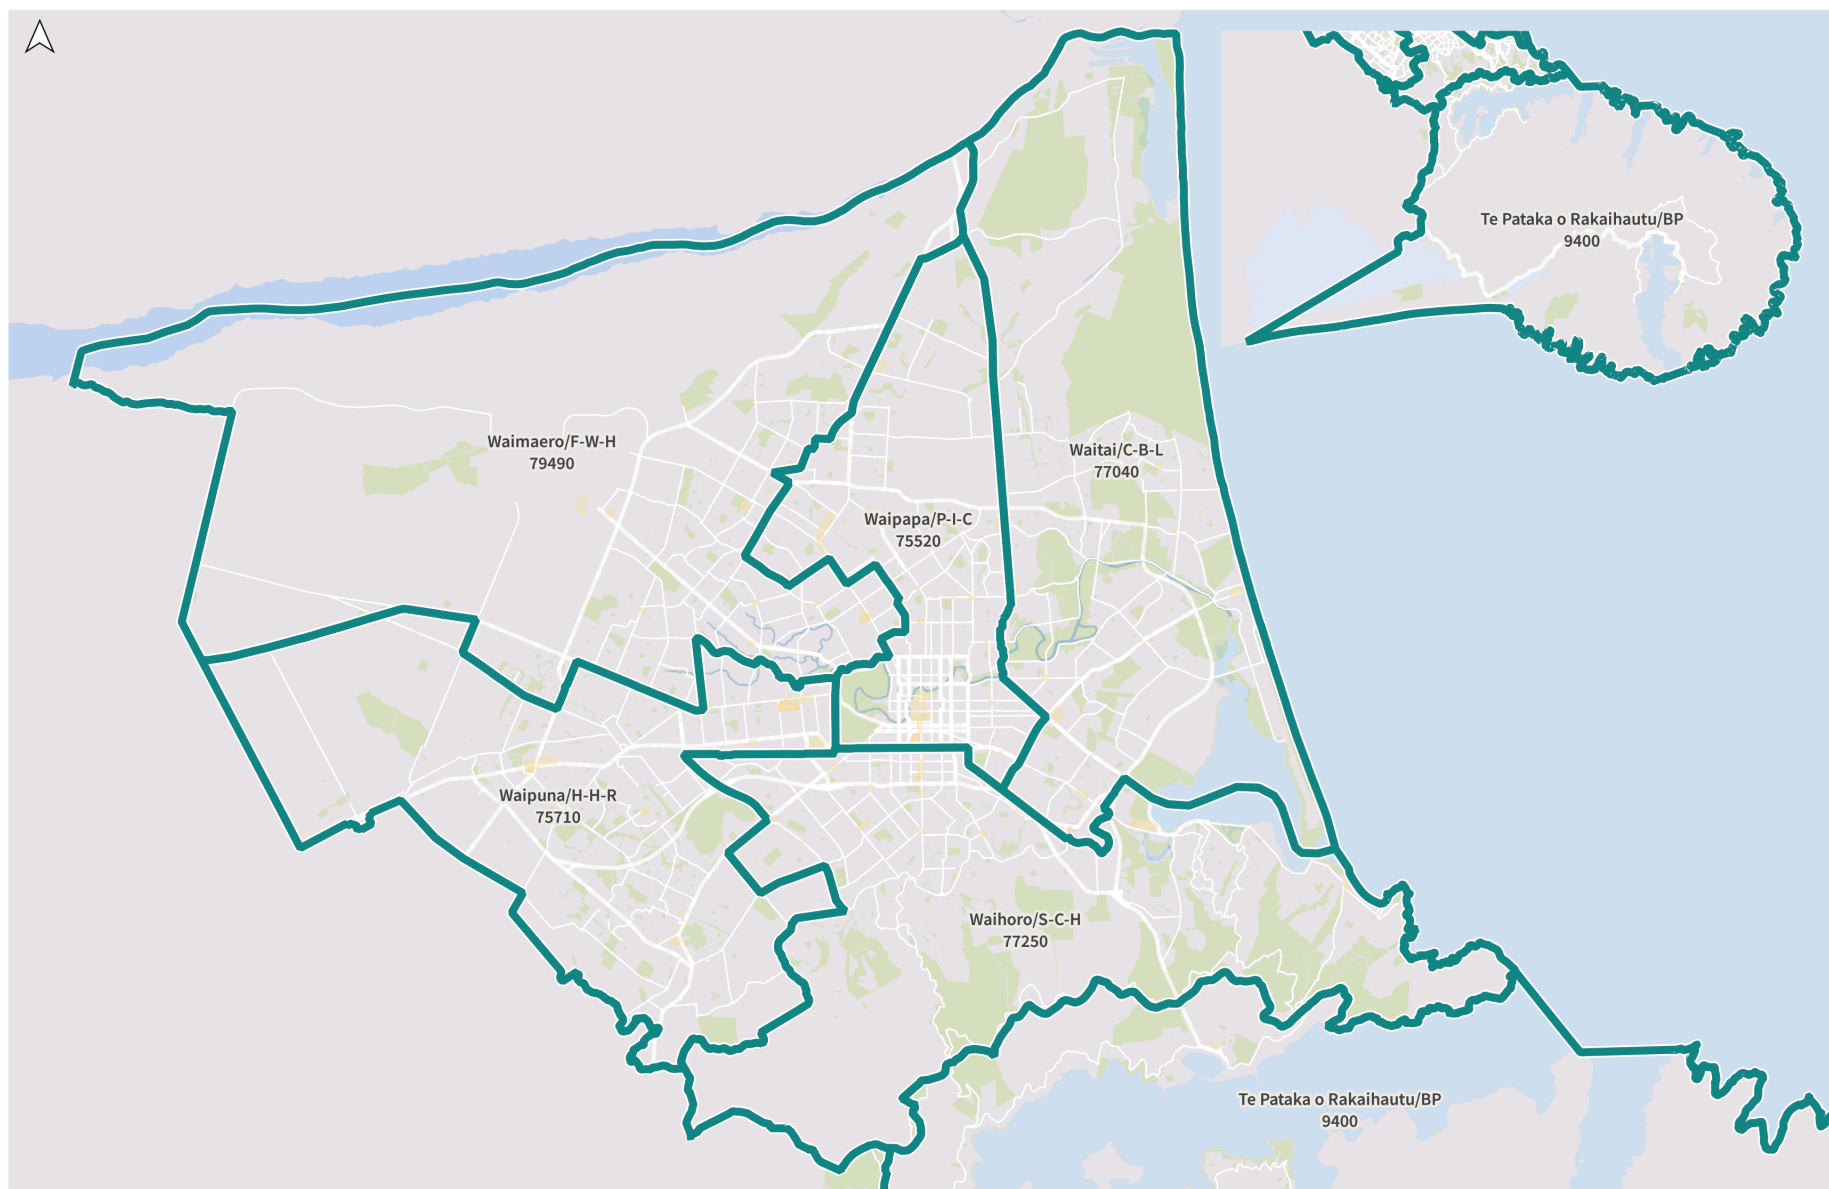 Te Pataka o Rakaihautu/BP
9400
Waimaero/F-W-H
79490
Waitai/C-B-L
77040
Waipapa/P-I-C
75520
Waipuna/H-H-R
75710
Waihoro/S-C-H
77250
Te Pataka o Rakaihautu/BP
9400